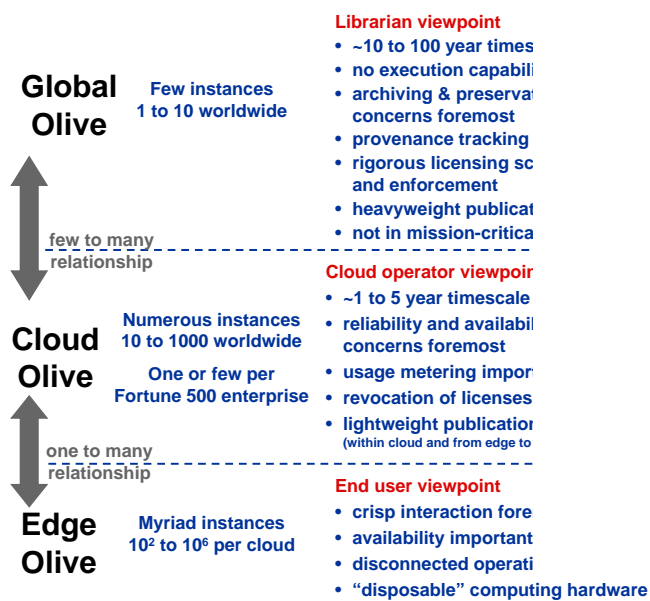 Librarian viewpoint
• ~10 to 100 year times
• no execution capabili
• archiving & preservat
concerns foremost
• provenance tracking
• rigorous licensing sc
and enforcement
• heavyweight publicat
• not in mission-critica
Global
Olive
Few instances
1 to 10 worldwide
few to many
relationship
Cloud operator viewpoin
• ~1 to 5 year timescale
• reliability and availabil
concerns foremost
• usage metering impor
• revocation of licenses
• lightweight publication
(within cloud and from edge to
Cloud
Olive
Numerous instances
10 to 1000 worldwide
One or few per
Fortune 500 enterprise
one to many
relationship
End user viewpoint
• crisp interaction fore
• availability important
• disconnected operati
• “disposable” computing hardware
Edge
Olive
Myriad instances
10² to 10⁶ per cloud